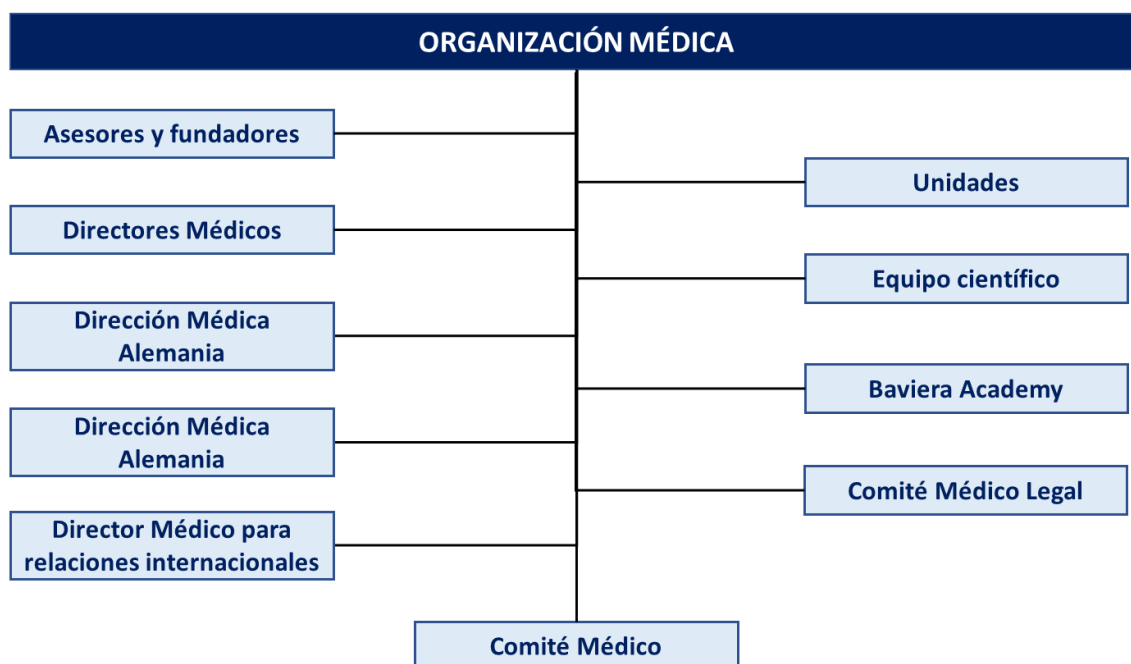 ORGANIZACIÓN MÉDICA
Asesores y fundadores
Directores Médicos
Dirección Médica
Alemania
Dirección Médica
Alemania
Director Médico para
relaciones internacionales
Unidades
Equipo científico
Baviera Academy
Comité Médico Legal
Comité Médico